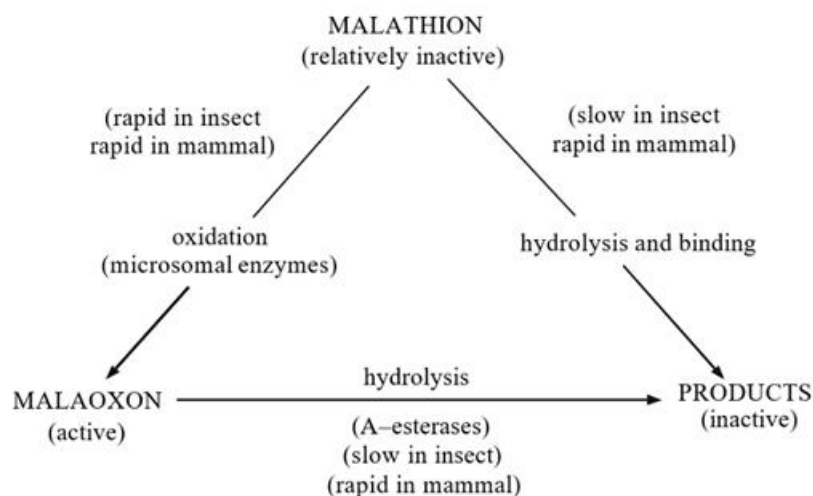 MALATHION
(relatively inactive)
(rapid in insect
rapid in mammal)
(slow in insect
rapid in mammal)
oxidation
(microsomal enzymes)
hydrolysis and binding
MALAOXON
(active)
hydrolysis
(A–esterases)
(slow in insect)
(rapid in mammal)
PRODUCTS
(inactive)